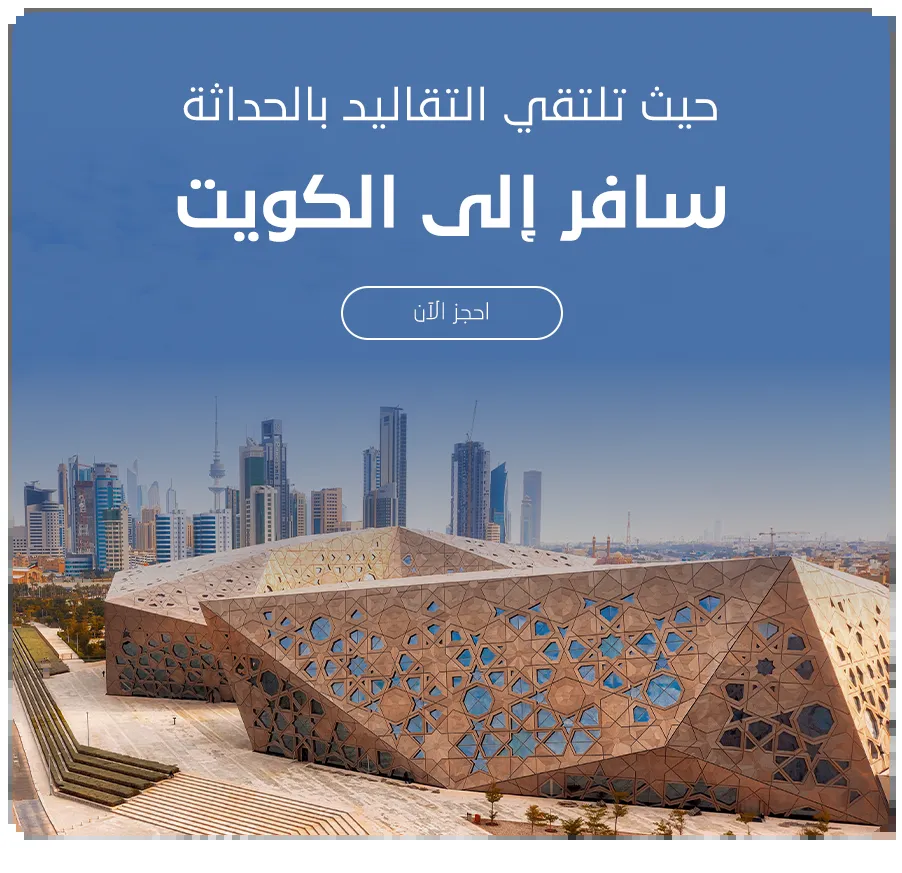 حيث تلتقي التقاليد بالحداثة
سافر إلى الكويت
احجز الآن